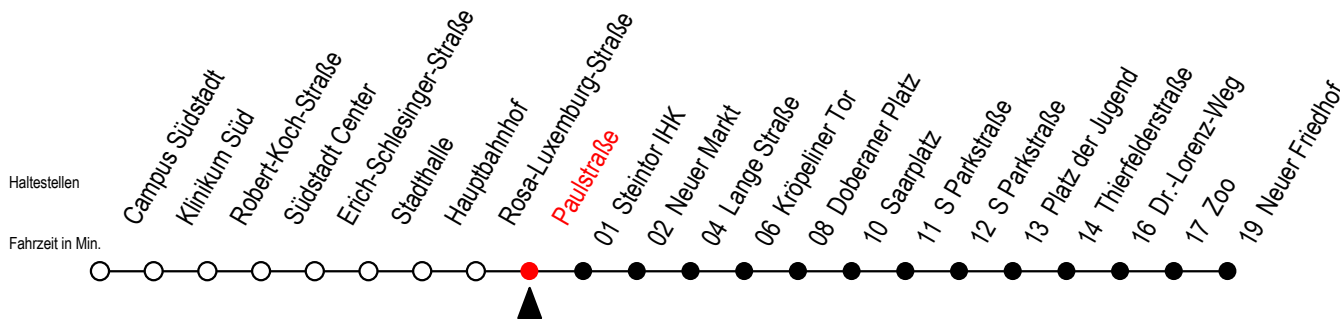 Haltestellen
Fahrzeit in Min.
Campus Südstadt
Klinikum Süd
Robert-Koch-Straße
Südstadt Center
Erich-Schlesinger-Straße
Stadthalle
Hauptbahnhof
Rosa-Luxemburg-Straße
Paulstraße
01 Steintor IHK
02 Neuer Markt
04 Lange Straße
06 Kröpeliner Tor
08 Doberaner Platz
10 Saarplatz
11 S Parkstraße
12 S Parkstraße
13 Platz der Jugend
14 Thierfelderstraße
16 Dr.-Lorenz-Weg
17 Zoo
19 Neuer Friedhof